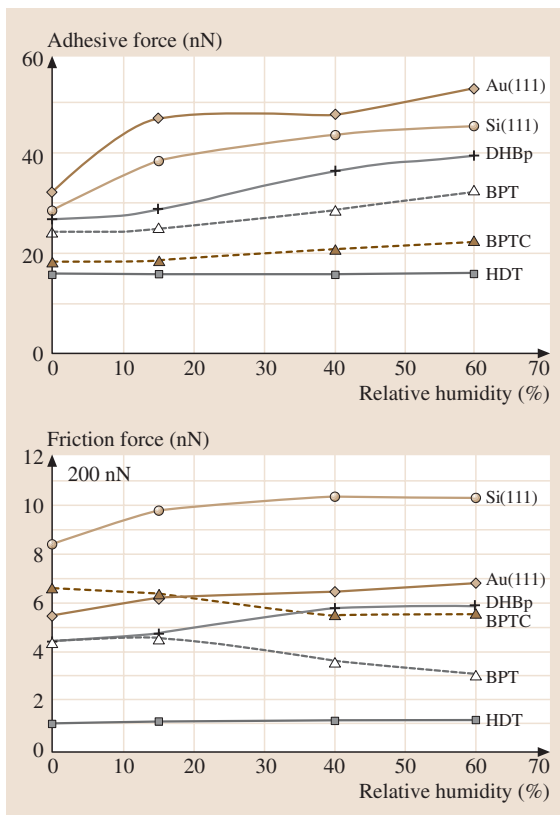 Adhesive force (nN)
60
Au(111)
Si(111)
40
DHBp
BPT
20
BPTC
HDT
0
0 10 20 30 40 50 60 70
Relative humidity (%)
Friction force (nN)
12
200 nN
10
Si(111)
8
Au(111)
6
DHBp
BPTC
4
BPT
2
HDT
0
0 10 20 30 40 50 60 70
Relative humidity (%)